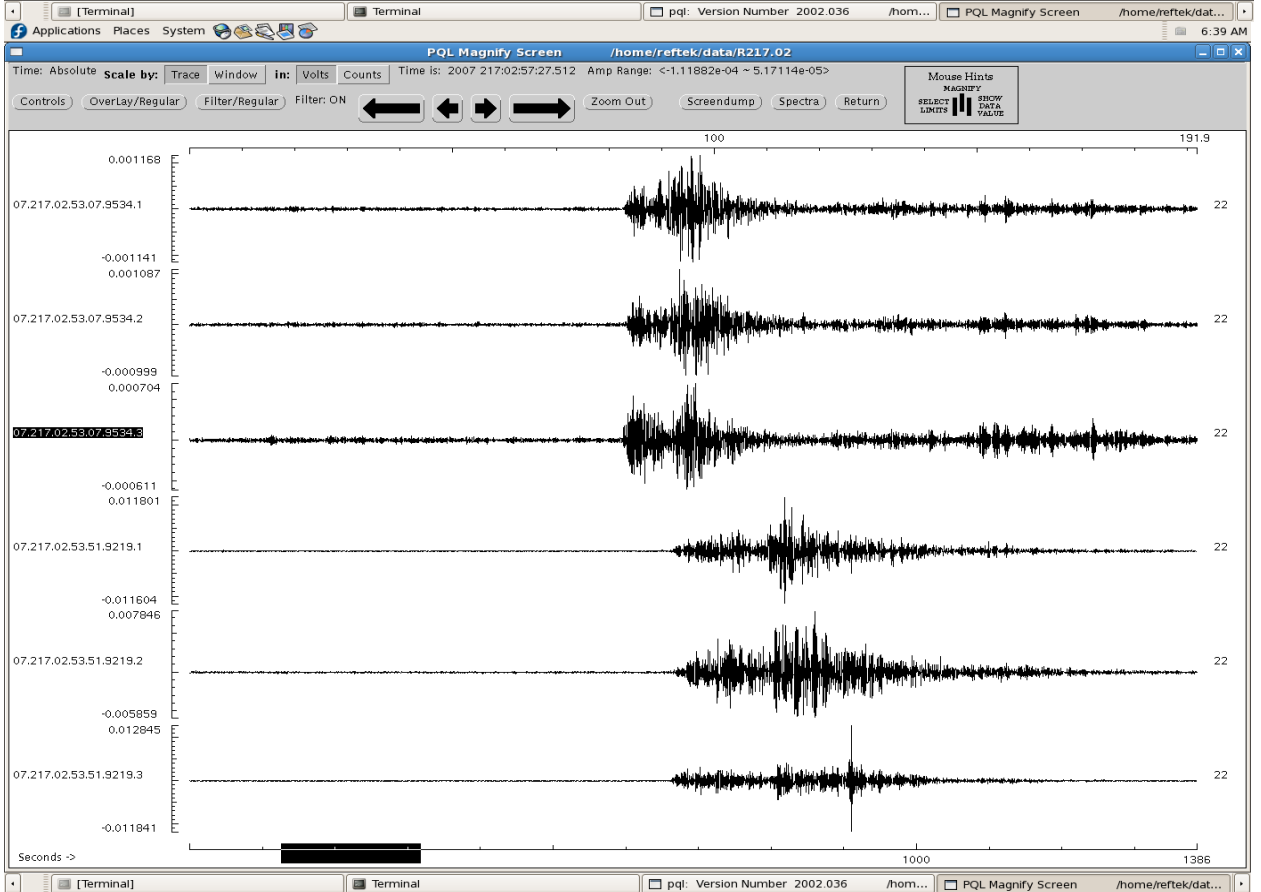 [Terminal] Terminal pql: Version Number 2002.036 /hom... PQL Magnify Screen /home/reftek/dat...
Applications Places System 6:39 AM
PQL Magnify Screen /home/reftek/data/R217.02
Time: Absolute Scale by: Trace Window in: Volts Counts Time is: 2007 217:02:57:27.512 Amp Range: <-1.11882e-04 ~ 5.17114e-05>
Controls OverLay/Regular Filter/Regular Filter: ON Zoom Out Screendump Spectra Return
Mouse Hints
MAGNIFY
SELECT LIMITS
SHOW DATA VALUE
100 191.9
0.001168
07.217.02.53.07.9534.1 22
-0.001141
0.001087
07.217.02.53.07.9534.2 22
-0.000999
0.000704
07.217.02.53.07.9534.3 22
-0.000611
0.011801
07.217.02.53.51.9219.1 22
-0.011604
0.007846
07.217.02.53.51.9219.2 22
-0.005859
0.012845
07.217.02.53.51.9219.3 22
-0.011841
Seconds -> 1000 1386
[Terminal] Terminal pql: Version Number 2002.036 /hom... PQL Magnify Screen /home/reftek/dat...